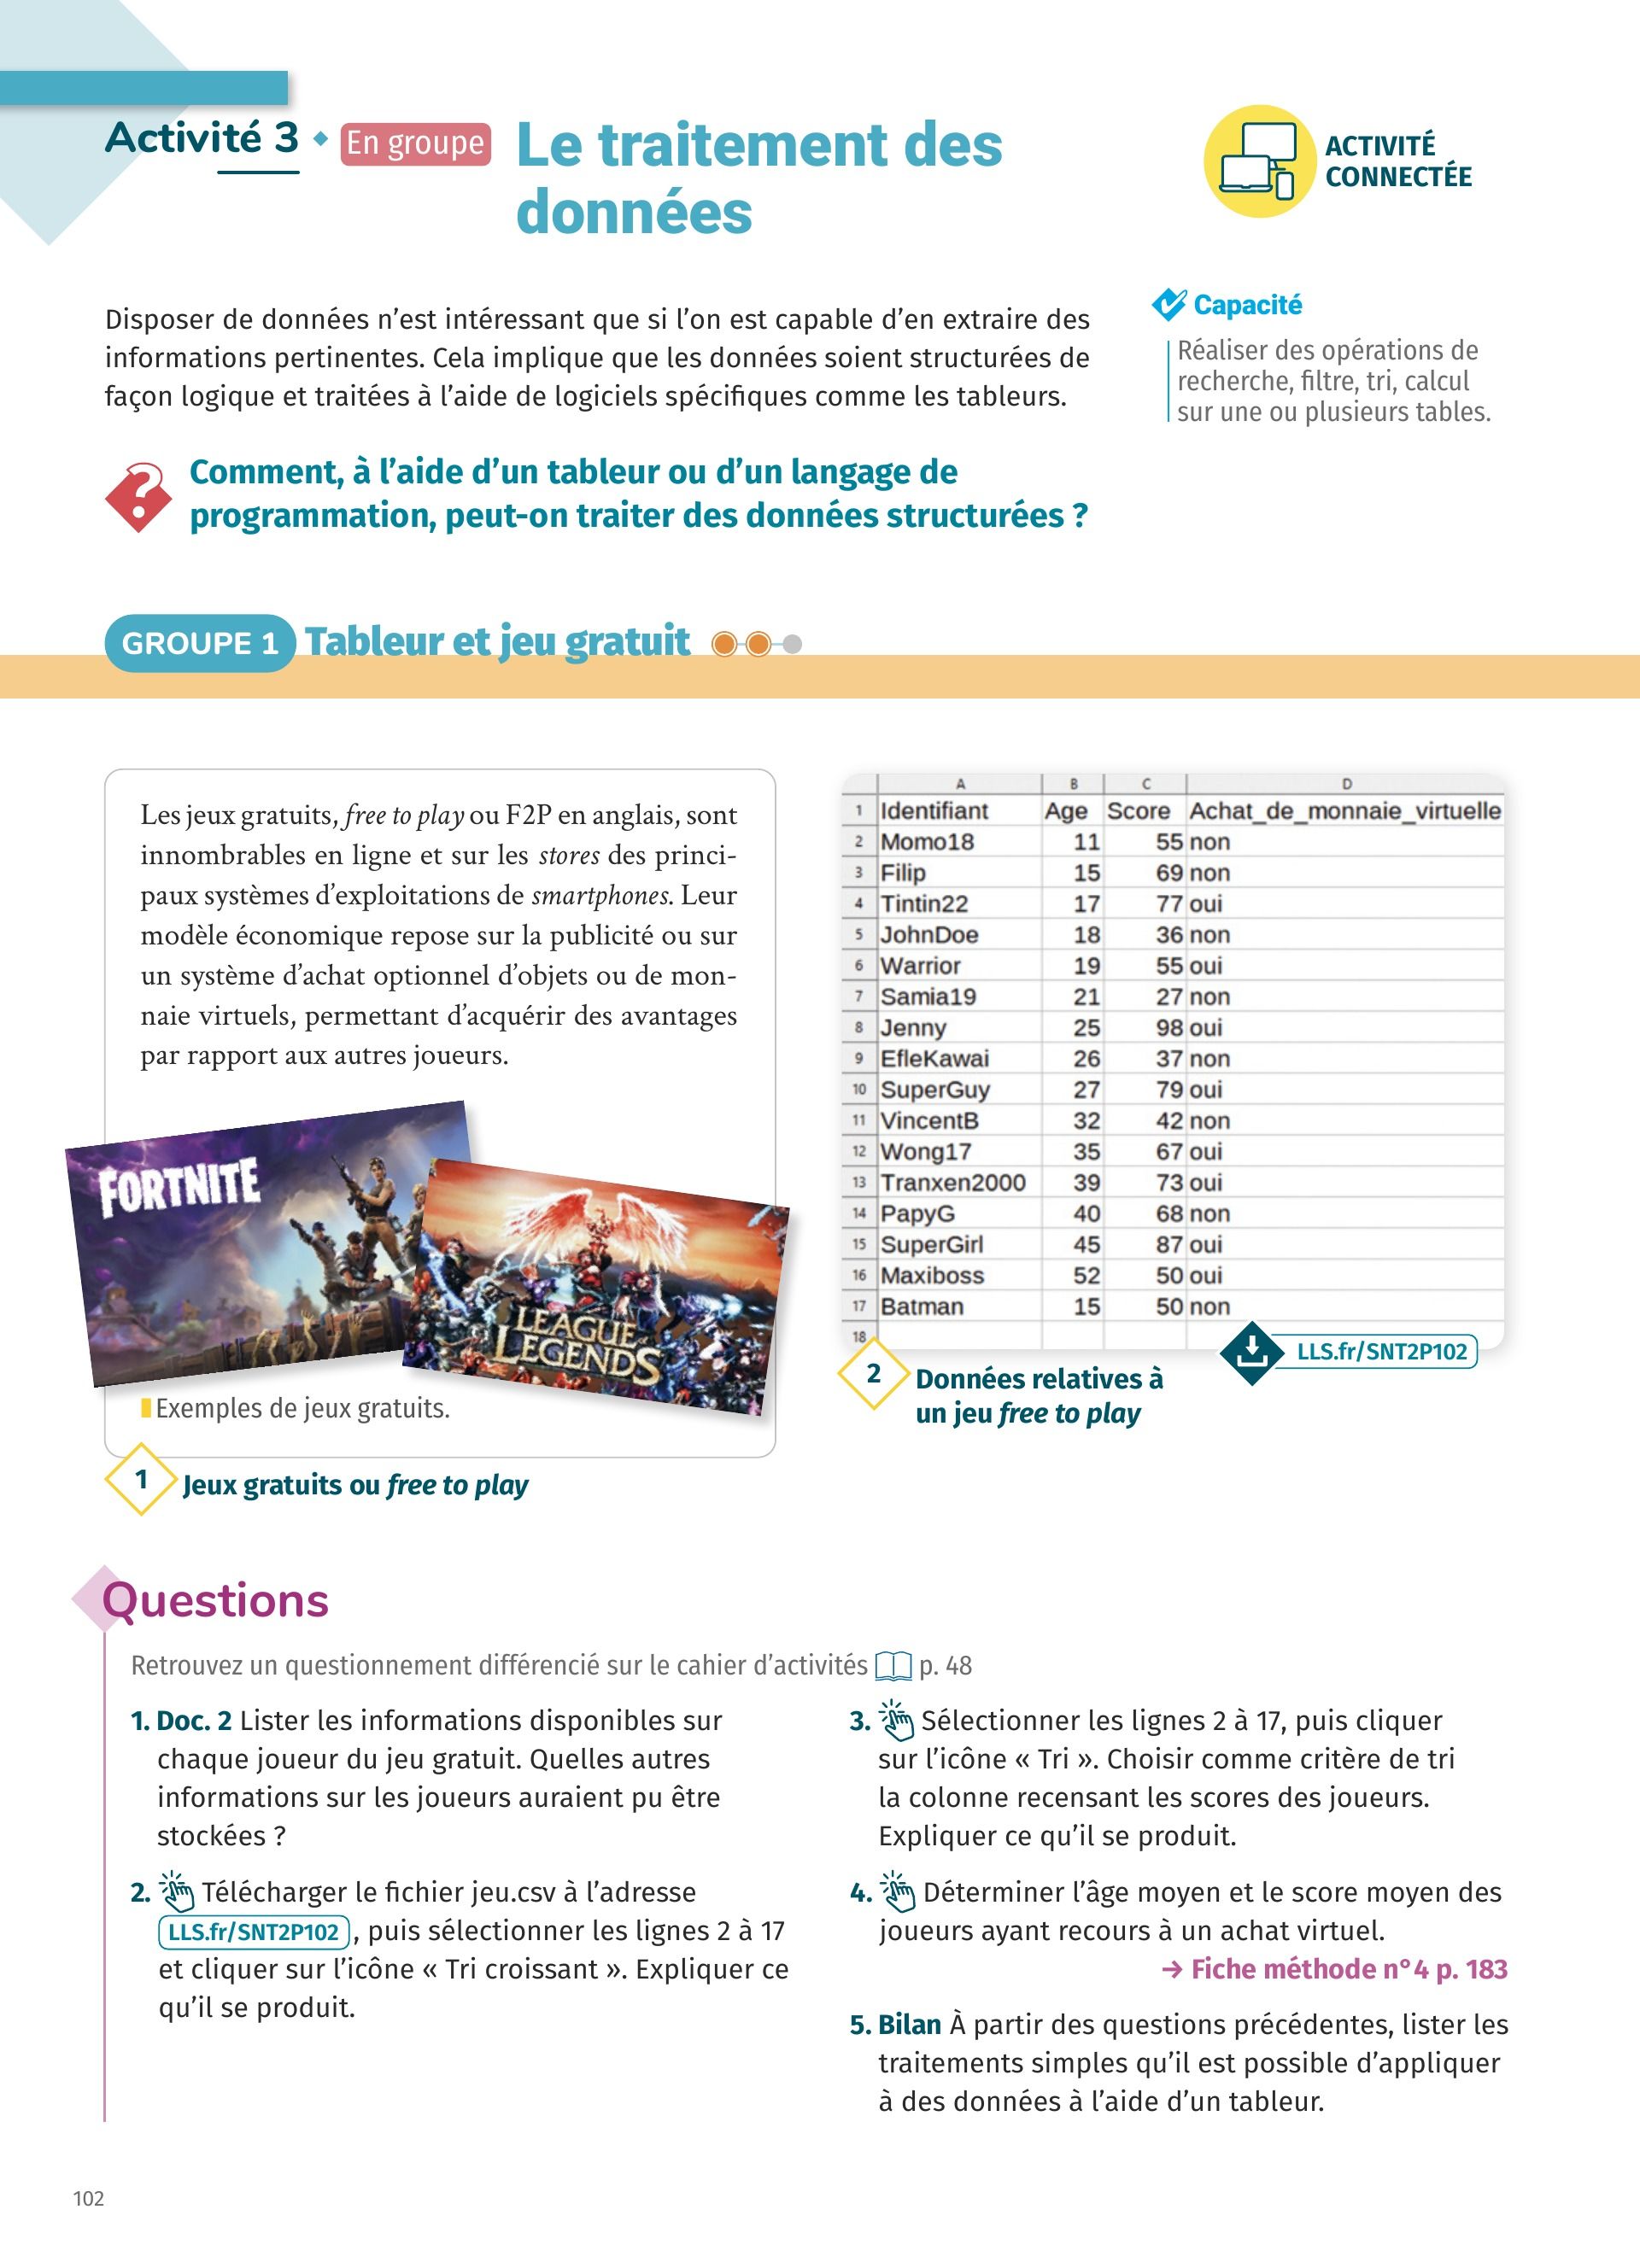 Activité 3 En groupe Le traitement des
données
ACTIVITÉ
CONNECTÉE
Disposer de données n’est intéressant que si l’on est capable d’en extraire des
informations pertinentes. Cela implique que les données soient structurées de
façon logique et traitées à l’aide de logiciels spécifiques comme les tableurs.
Capacité
Réaliser des opérations de
recherche, filtre, tri, calcul
sur une ou plusieurs tables.
?
Comment, à l’aide d’un tableur ou d’un langage de
programmation, peut-on traiter des données structurées ?
GROUPE 1 Tableur et jeu gratuit
Les jeux gratuits, free to play ou F2P en anglais, sont
innombrables en ligne et sur les stores des princi-
paux systèmes d’exploitations de smartphones. Leur
modèle économique repose sur la publicité ou sur
un système d’achat optionnel d’objets ou de mon-
naie virtuels, permettant d’acquérir des avantages
par rapport aux autres joueurs.
FORTNITE
LEAGUE
LEGENDS
Exemples de jeux gratuits.
1 Jeux gratuits ou free to play
A B C D
1 Identifiant Age Score Achat_de_monnaie_virtuelle
2 Momo18 11 55 non
3 Filip 15 69 non
4 Tintin22 17 77 oui
5 JohnDoe 18 36 non
6 Warrior 19 55 oui
7 Samia19 21 27 non
8 Jenny 25 98 oui
9 EfleKawai 26 37 non
10 SuperGuy 27 79 oui
11 VincentB 32 42 non
12 Wong17 35 67 oui
13 Tranxen2000 39 73 oui
14 PapyG 40 68 non
15 SuperGirl 45 87 oui
16 Maxiboss 52 50 oui
17 Batman 15 50 non
18
LLS.fr/SNT2P102
2 Données relatives à
un jeu free to play
Questions
Retrouvez un questionnement différencié sur le cahier d’activités p. 48
1. Doc. 2 Lister les informations disponibles sur
chaque joueur du jeu gratuit. Quelles autres
informations sur les joueurs auraient pu être
stockées ?
2. Télécharger le fichier jeu.csv à l’adresse
LLS.fr/SNT2P102, puis sélectionner les lignes 2 à 17
et cliquer sur l’icône « Tri croissant ». Expliquer ce
qu’il se produit.
3. Sélectionner les lignes 2 à 17, puis cliquer
sur l’icône « Tri ». Choisir comme critère de tri
la colonne recensant les scores des joueurs.
Expliquer ce qu’il se produit.
4. Déterminer l’âge moyen et le score moyen des
joueurs ayant recours à un achat virtuel.
→ Fiche méthode n°4 p. 183
5. Bilan À partir des questions précédentes, lister les
traitements simples qu’il est possible d’appliquer
à des données à l’aide d’un tableur.
102